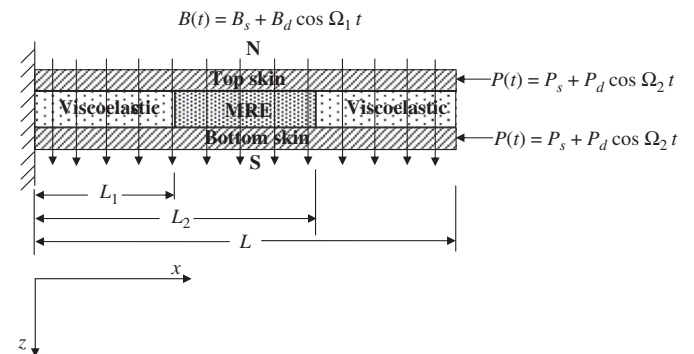 B(t) = B_s + B_d cos Ω_1 t
N
Top skin
P(t) = P_s + P_d cos Ω_2 t
Viscoelastic MRE Viscoelastic
Bottom skin
P(t) = P_s + P_d cos Ω_2 t
S
L_1
L_2
L
x
z